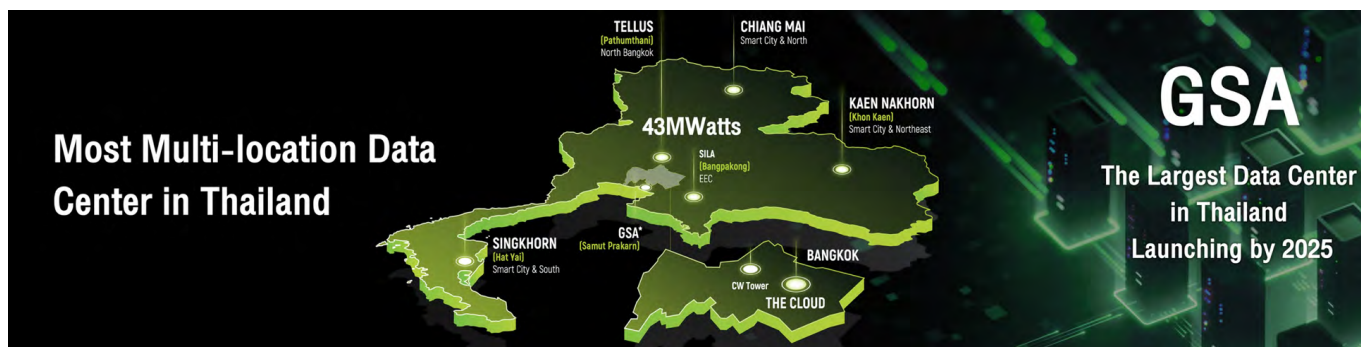 Most Multi-location Data
Center in Thailand
TELLUS
(Pathumthani)
North Bangkok
CHIANG MAI
Smart City & North
KAEN NAKHORN
(Khon Kaen)
Smart City & Northeast
43MWatts
SILA
(Bangpakong)
EEC
SINGKHORN
(Hat Yai)
Smart City & South
GSA*
(Samut Prakarn)
BANGKOK
CW Tower
THE CLOUD
GSA
The Largest Data Center
in Thailand
Launching by 2025